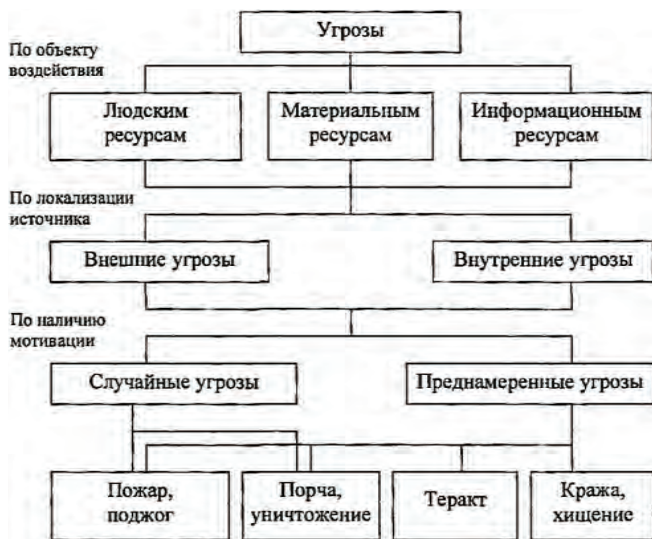 Угрозы
По объекту
воздействия
Людским
ресурсам
Материальным
ресурсам
Информационным
ресурсам
По локализации
источника
Внешние угрозы
Внутренние угрозы
По наличию
мотивации
Случайные угрозы
Преднамеренные угрозы
Пожар,
поджог
Порча,
уничтожение
Теракт
Кража,
хищение